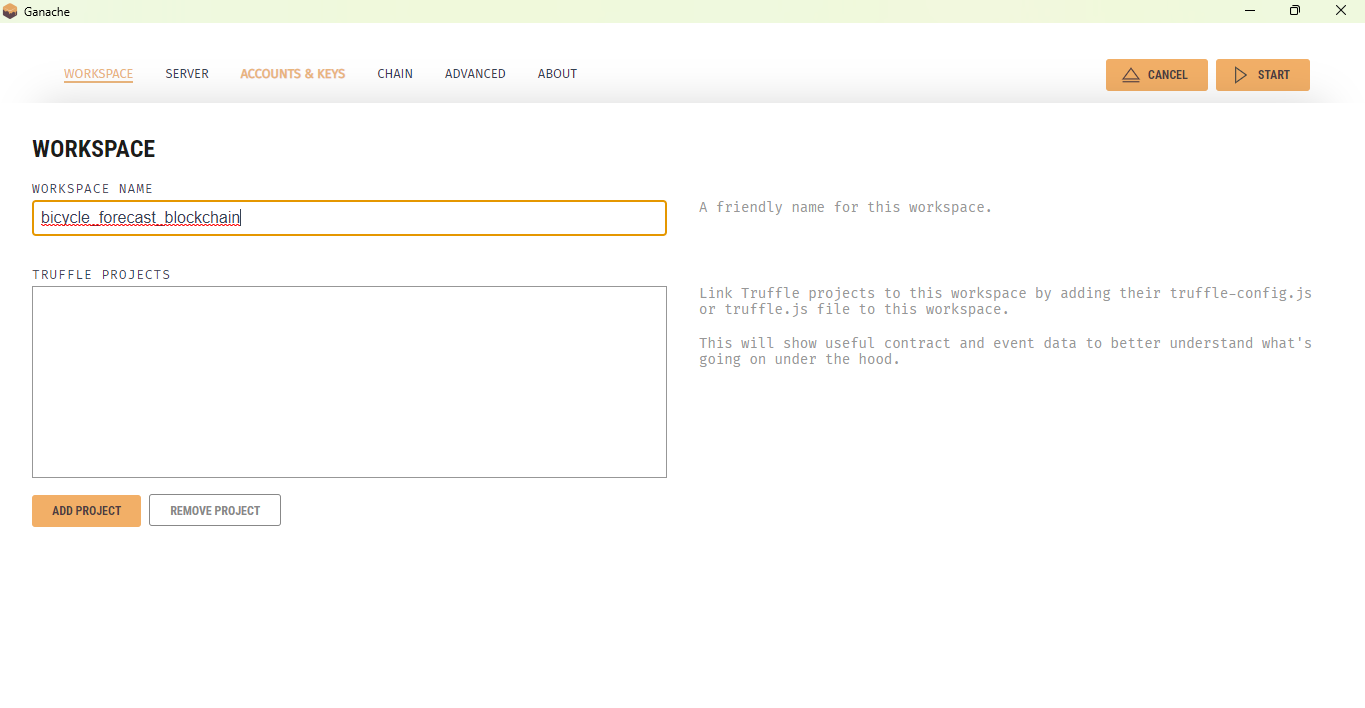 Ganache
WORKSPACE SERVER ACCOUNTS & KEYS CHAIN ADVANCED ABOUT CANCEL START
WORKSPACE
WORKSPACE NAME
bicycle_forecast_blockchain
A friendly name for this workspace.
TRUFFLE PROJECTS
Link Truffle projects to this workspace by adding their truffle-config.js
or truffle.js file to this workspace.
This will show useful contract and event data to better understand what's
going on under the hood.
ADD PROJECT REMOVE PROJECT